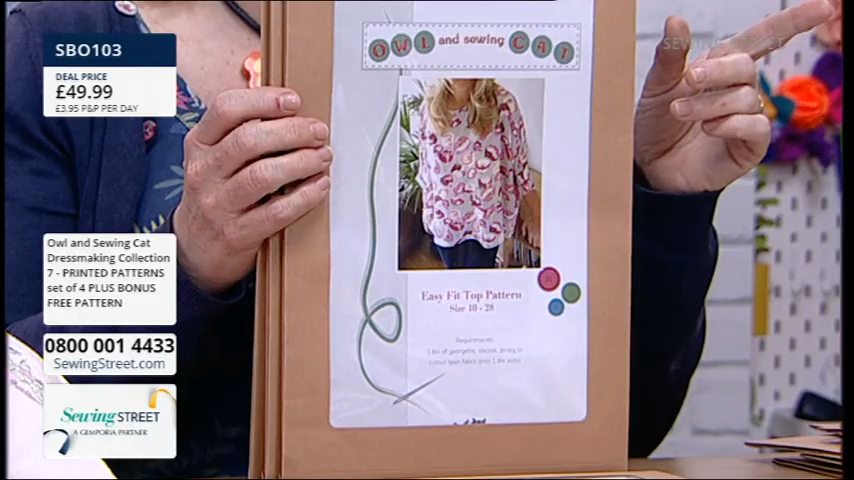 SBO103
DEAL PRICE
£49.99
£3.95 P&P PER DAY
Owl and Sewing Cat
Dressmaking Collection
7 - PRINTED PATTERNS
set of 4 PLUS BONUS
FREE PATTERN
0800 001 4433
SewingStreet.com
Sewing STREET
A GEMPORIA PARTNER
OWL and sewing CAT
Easy Fit Top Pattern
Size 10 - 28
Requirements:
SEWING STREET